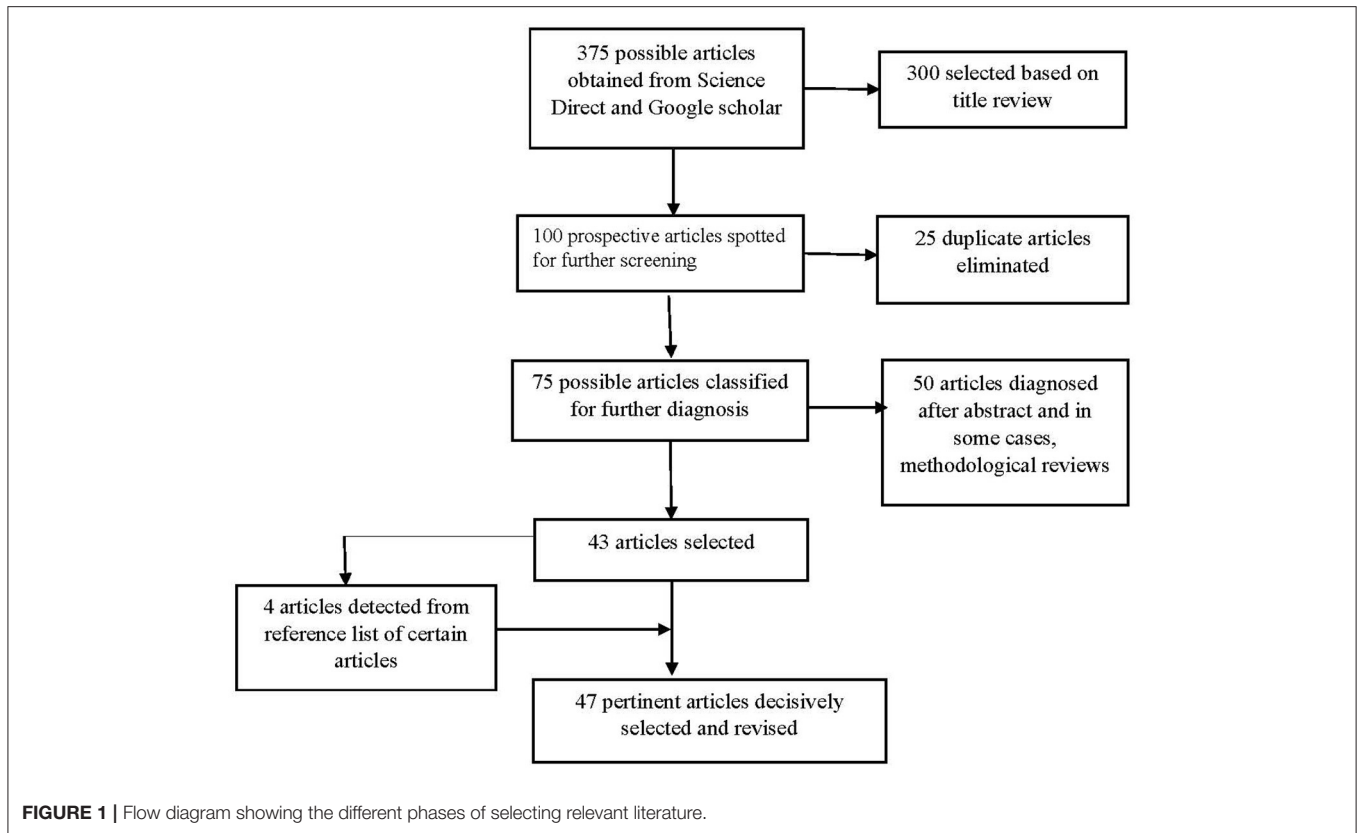 375 possible articles
obtained from Science
Direct and Google scholar
300 selected based on
title review
100 prospective articles spotted
for further screening
25 duplicate articles
eliminated
75 possible articles classified
for further diagnosis
50 articles diagnosed
after abstract and in
some cases,
methodological reviews
43 articles selected
4 articles detected from
reference list of certain
articles
47 pertinent articles decisively
selected and revised
FIGURE 1 | Flow diagram showing the different phases of selecting relevant literature.